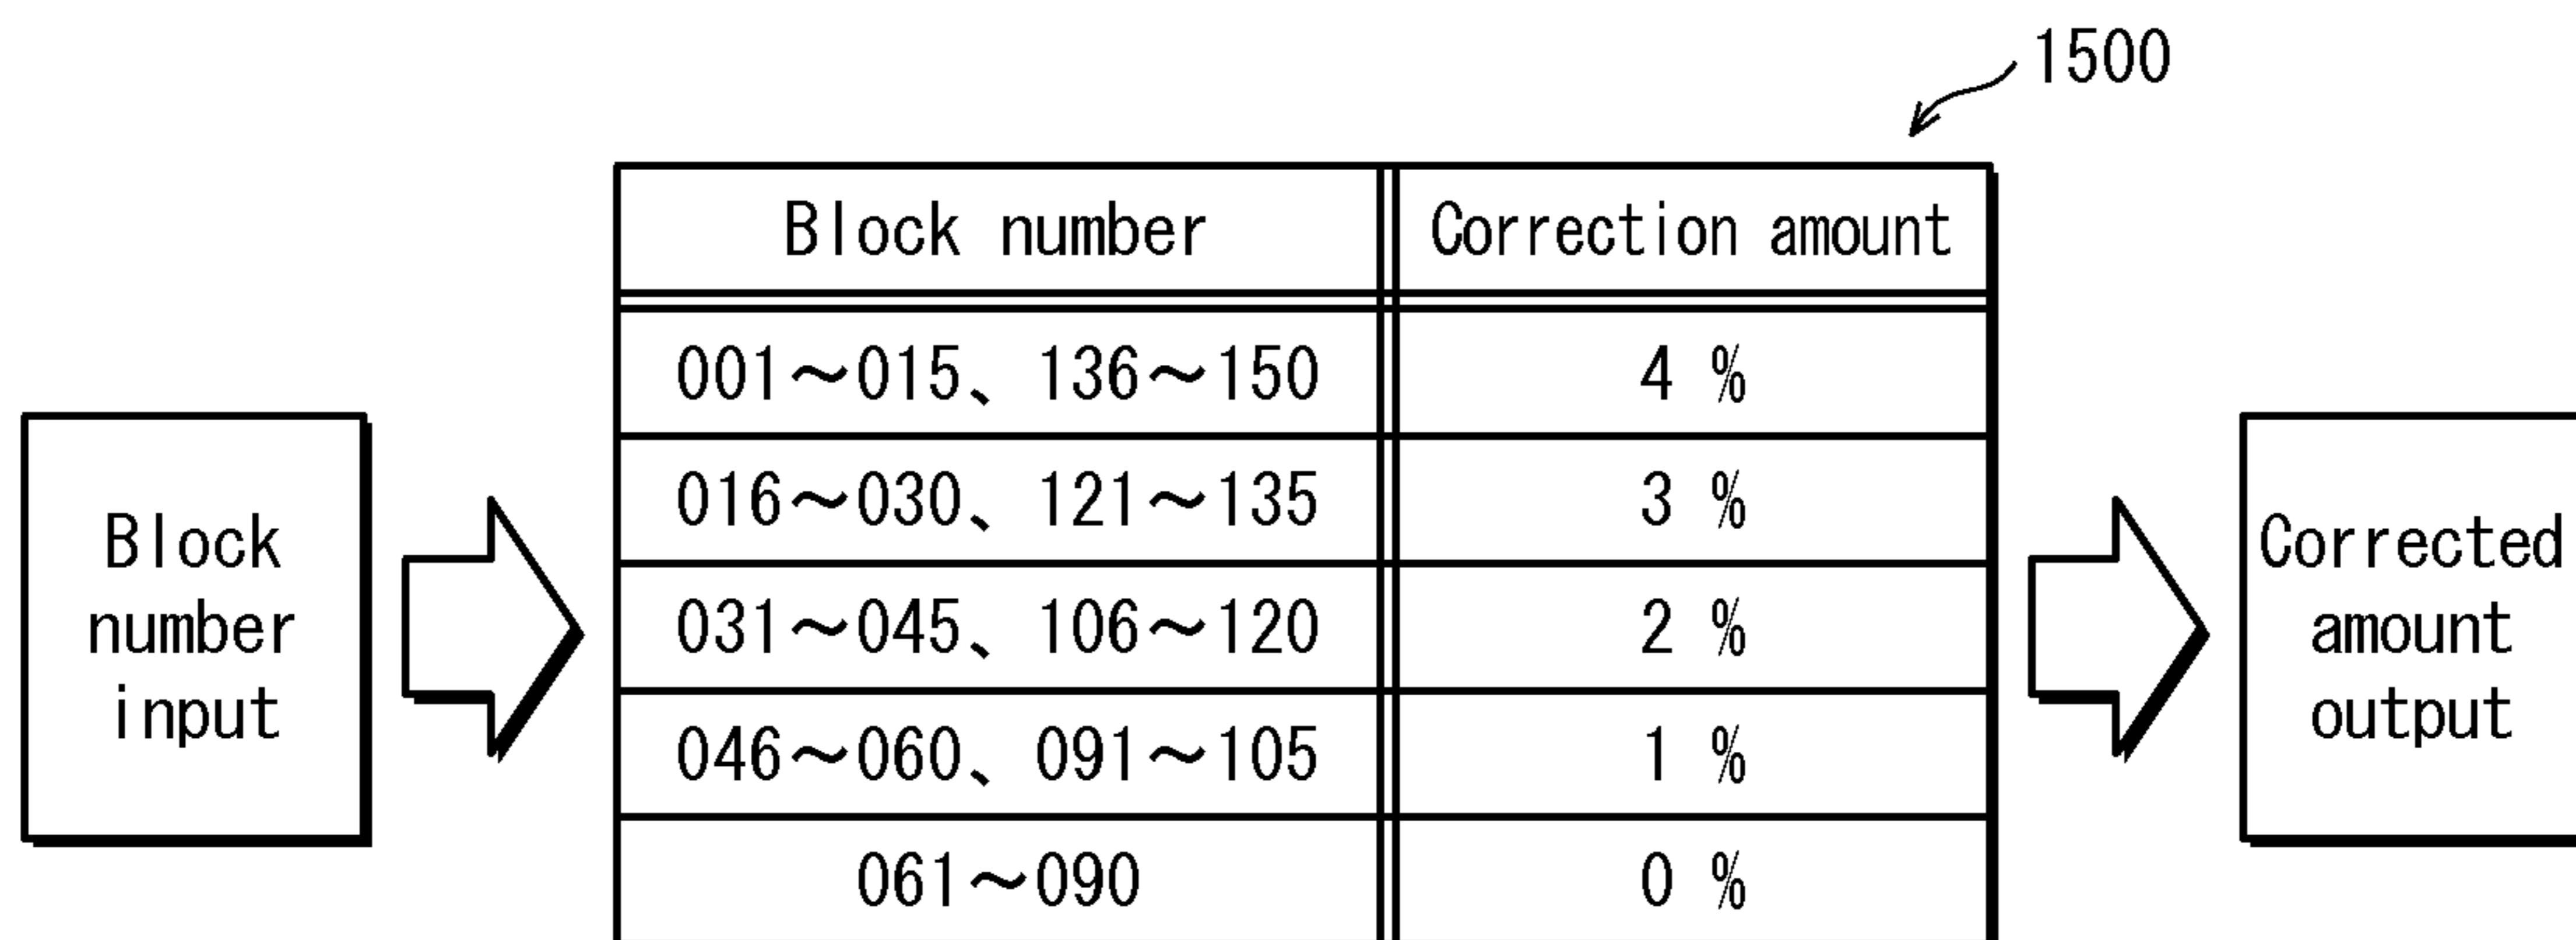 1500
Block number Correction amount
001～015、136～150 4 %
016～030、121～135 3 %
031～045、106～120 2 %
046～060、091～105 1 %
061～090 0 %
Block
number
input
Corrected
amount
output